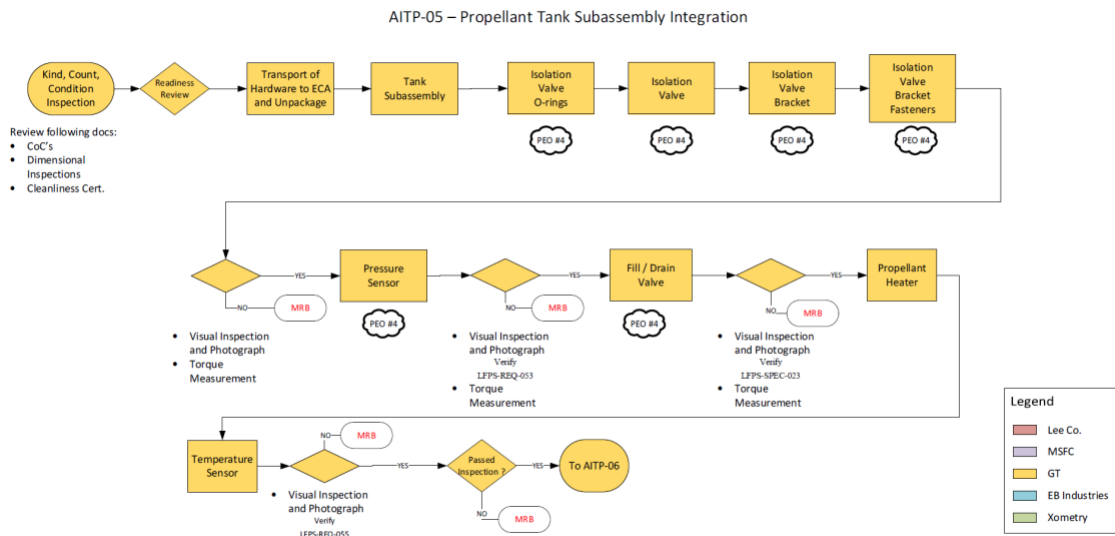 AITP-05 – Propellant Tank Subassembly Integration
Kind, Count,
Condition
Inspection
Readiness
Review
Transport of
Hardware to ECA
and Unpackage
Tank
Subassembly
Isolation
Valve
O-rings
Isolation
Valve
Isolation
Valve
Bracket
Isolation
Valve
Bracket
Fasteners
PEO #4
PEO #4
PEO #4
PEO #4
Review following docs:
• CoC's
• Dimensional
Inspections
• Cleanliness Cert.
YES
Pressure
Sensor
YES
Fill / Drain
Valve
YES
Propellant
Heater
NO
MRB
PEO #4
NO
MRB
PEO #4
NO
MRB
• Visual Inspection
and Photograph
• Torque
Measurement
• Visual Inspection
and Photograph
Verify
LFPS-REQ-053
• Torque
Measurement
• Visual Inspection
and Photograph
Verify
LFPS-SPEC-023
• Torque
Measurement
Temperature
Sensor
NO
MRB
YES
Passed
Inspection ?
YES
To AITP-06
NO
MRB
• Visual Inspection
and Photograph
Verify
LFPS-REQ-055
Legend
Lee Co.
MSFC
GT
EB Industries
Xometry